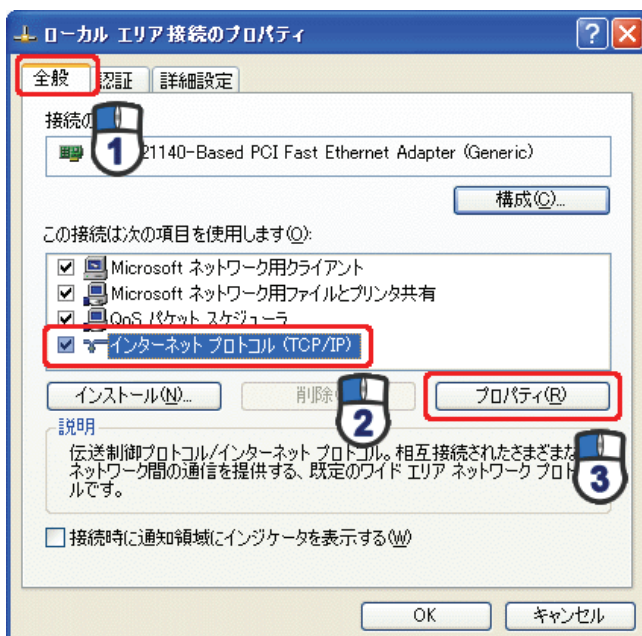 ローカル エリア接続のプロパティ
全般 認証 詳細設定
接続の
1
21140-Based PCI Fast Ethernet Adapter (Generic)
構成(C)...
この接続は次の項目を使用します(O):
Microsoft ネットワーク用クライアント
Microsoft ネットワーク用ファイルとプリンタ共有
QoS パケット スケジューラ
インターネット プロトコル (TCP/IP)
インストール(N)... 削除 プロパティ(R)
2
3
説明
伝送制御プロトコル/インターネット プロトコル。相互接続されたさまざまな
ネットワーク間の通信を提供する、既定のワイド エリア ネットワーク プロト
ルです。
接続時に通知領域にインジケータを表示する(W)
OK キャンセル